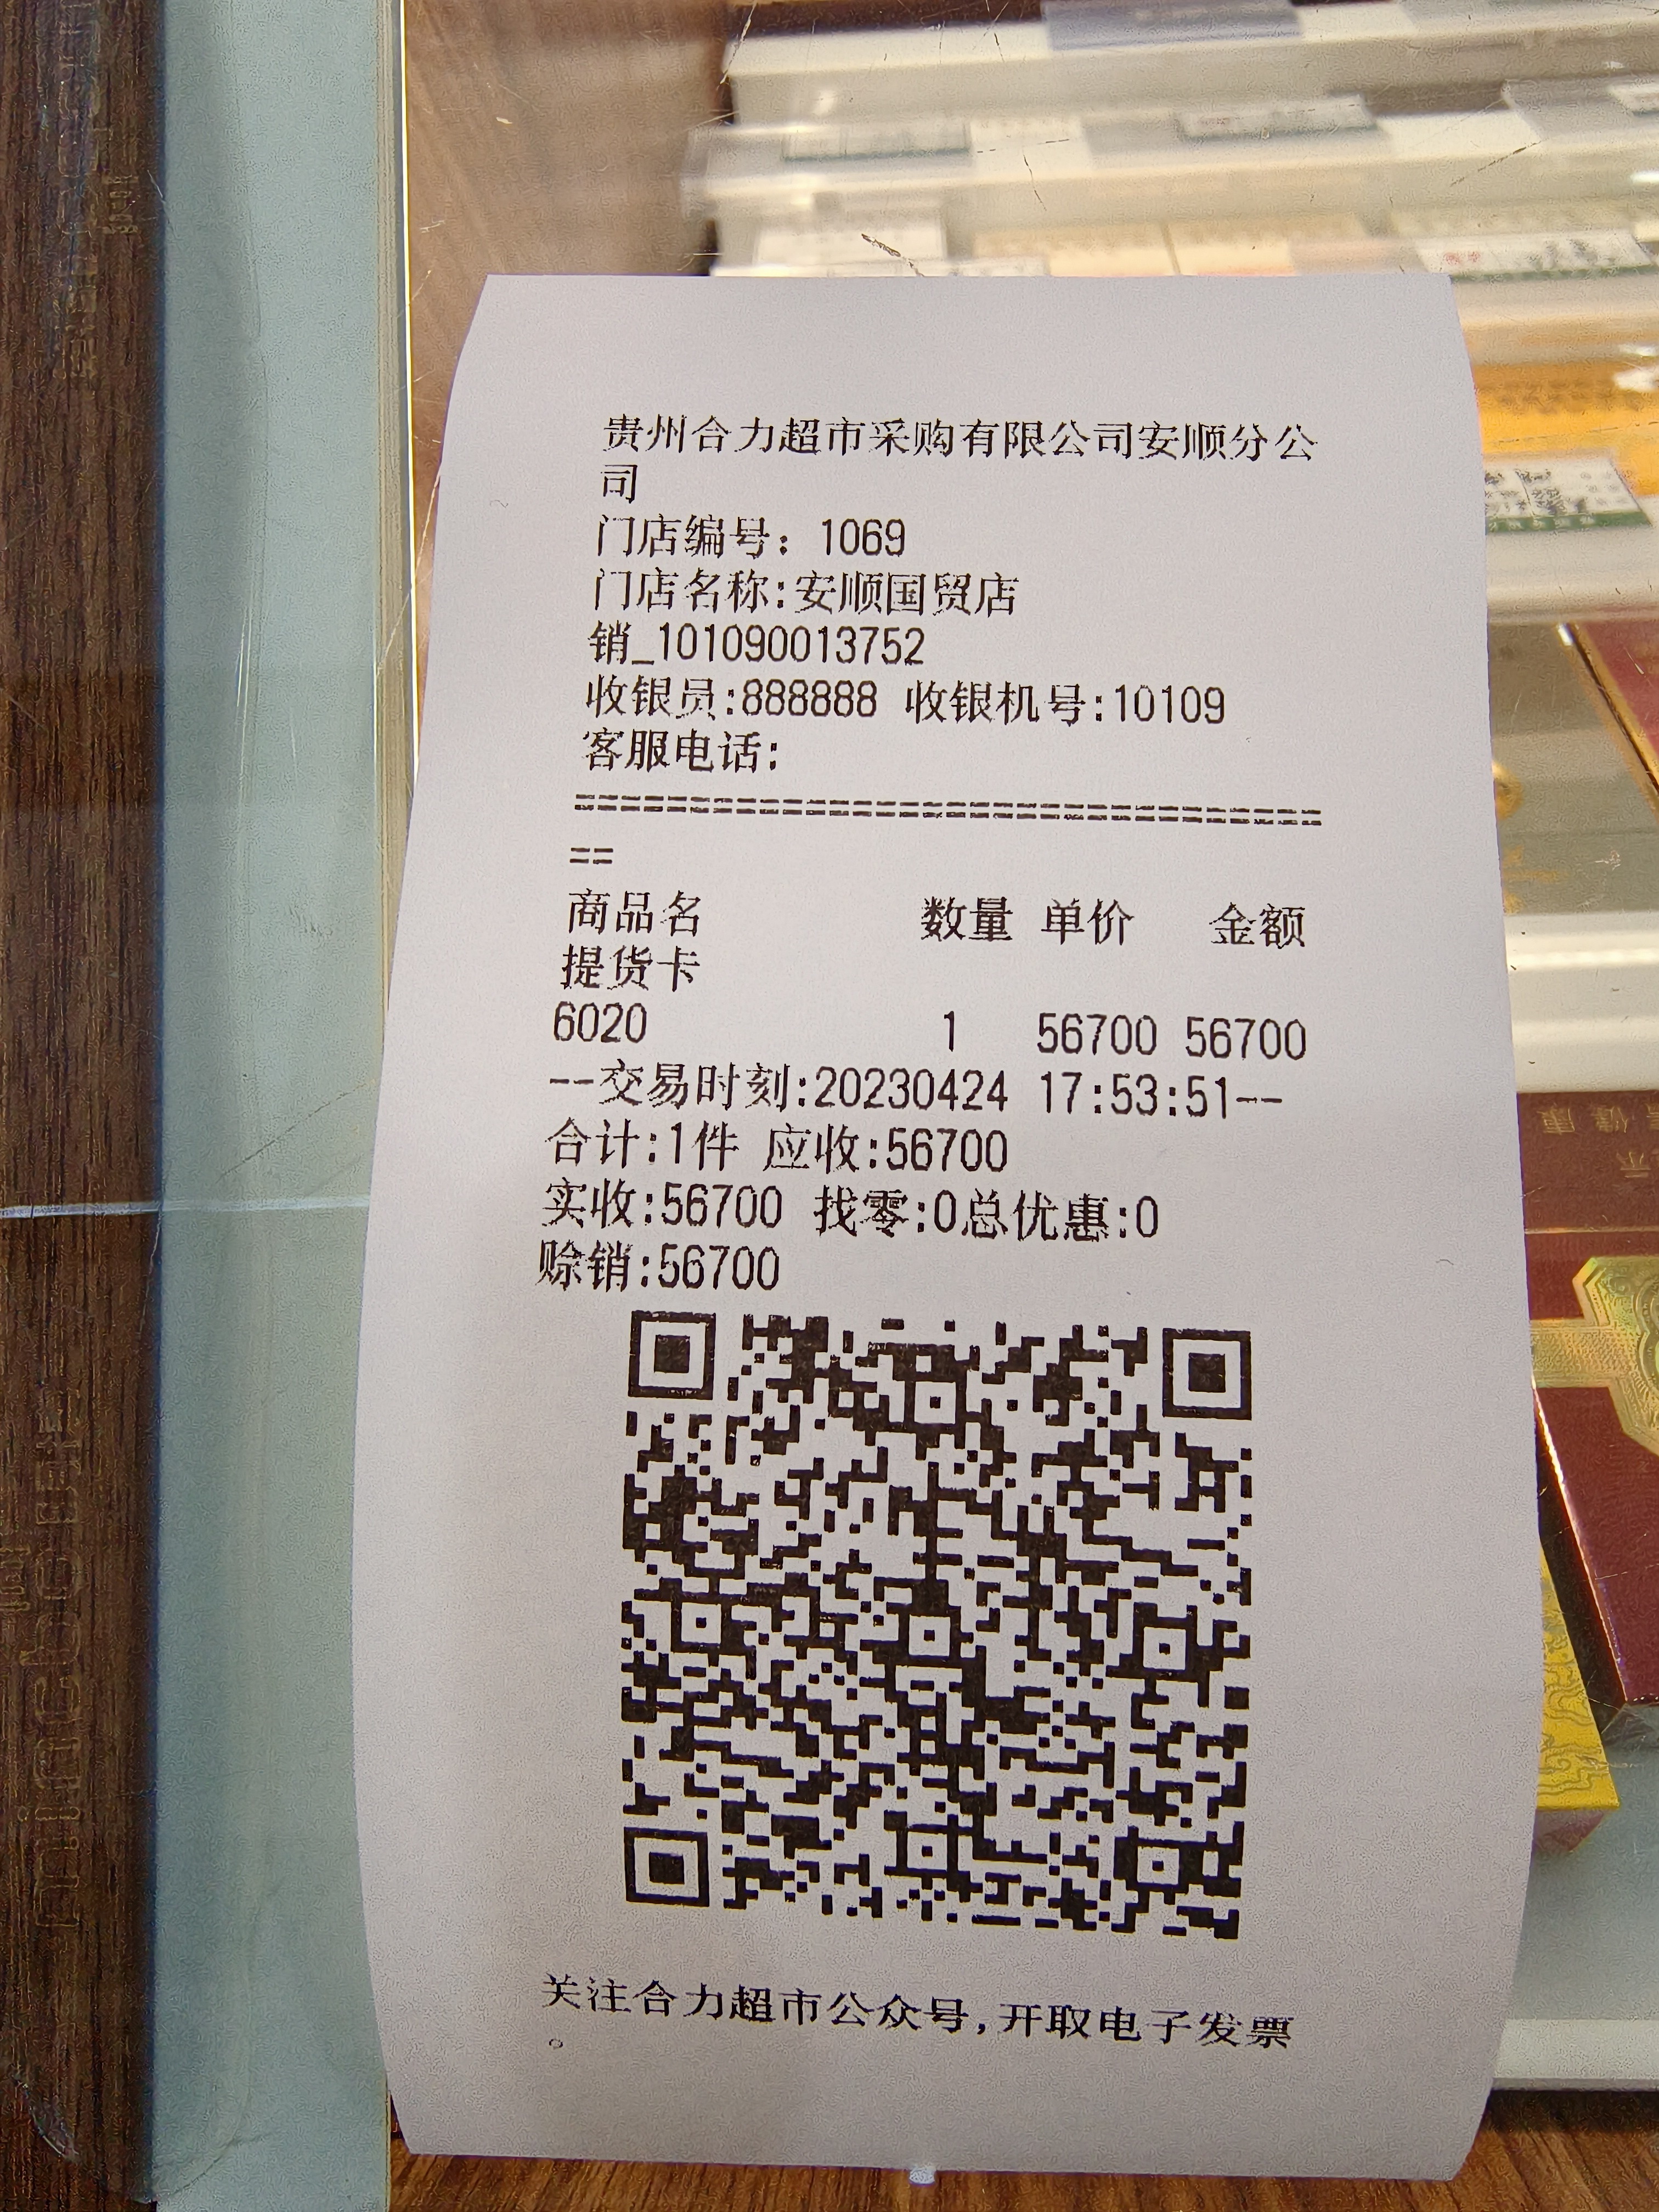 贵州合力超市采购有限公司安顺分公
司
门店编号：1069
门店名称:安顺国贸店
销_101090013752
收银员:888888 收银机号:10109
客服电话:
================================
==
商品名 数量 单价 金额
提货卡
6020 1 56700 56700
--交易时刻:20230424 17:53:51--
合计:1件 应收:56700
实收:56700 找零:0总优惠:0
赊销:56700
关注合力超市公众号,开取电子发票
。